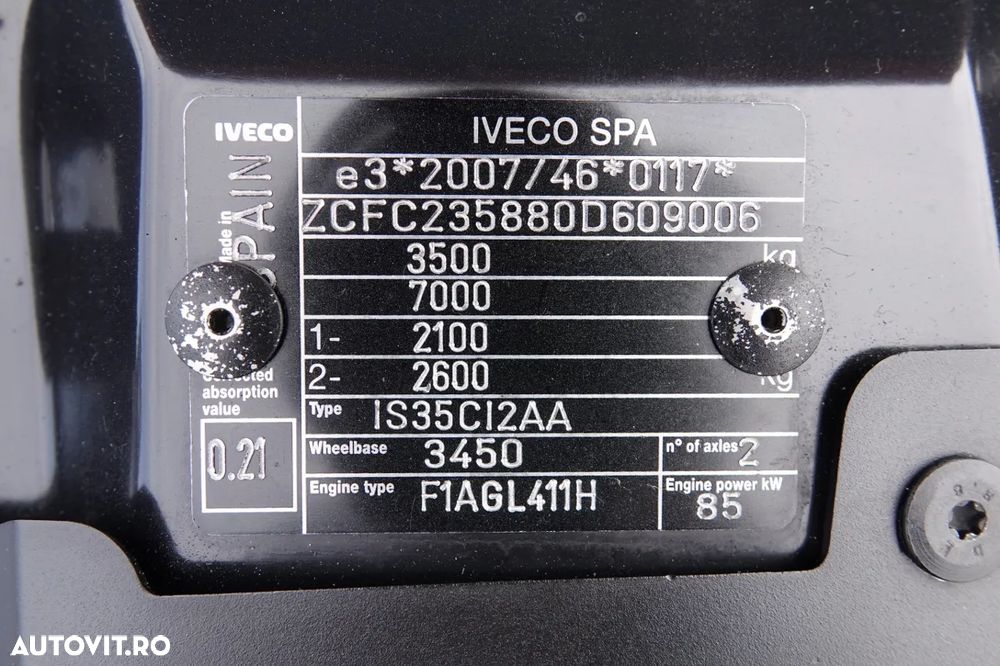 IVECO
IVECO SPA
e3*2007/46*0117*
ZCFC235880D609006
Made in
SPAIN
3500 kg
7000
1- 2100
2- 2600 kg
absorption
value
0.21
Type IS35CI2AA
Wheelbase 3450 n° of axles 2
Engine type F1AGL411H Engine power kW 85
AUTOVIT.RO